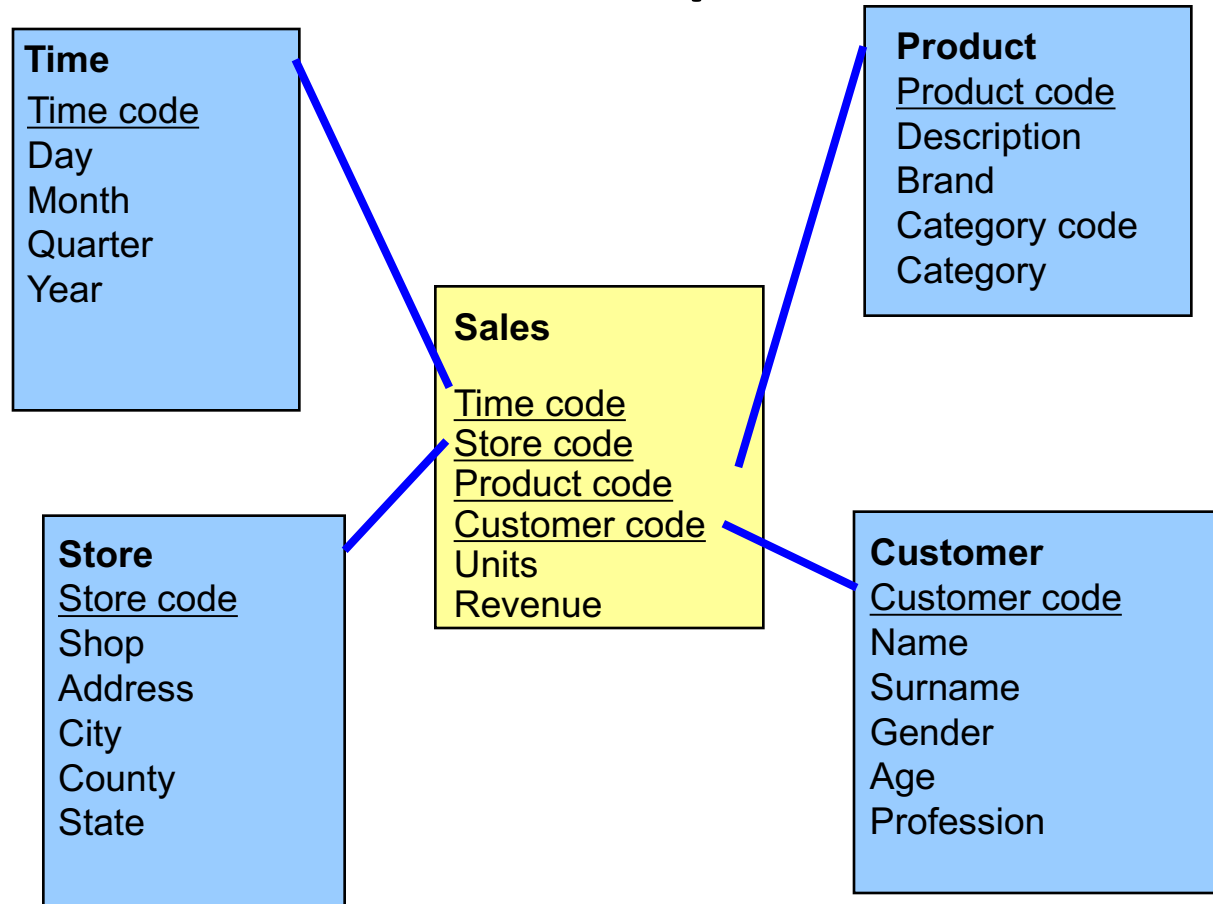 Time
Time code
Day
Month
Quarter
Year
Product
Product code
Description
Brand
Category code
Category
Sales
Time code
Store code
Product code
Customer code
Units
Revenue
Store
Store code
Shop
Address
City
County
State
Customer
Customer code
Name
Surname
Gender
Age
Profession